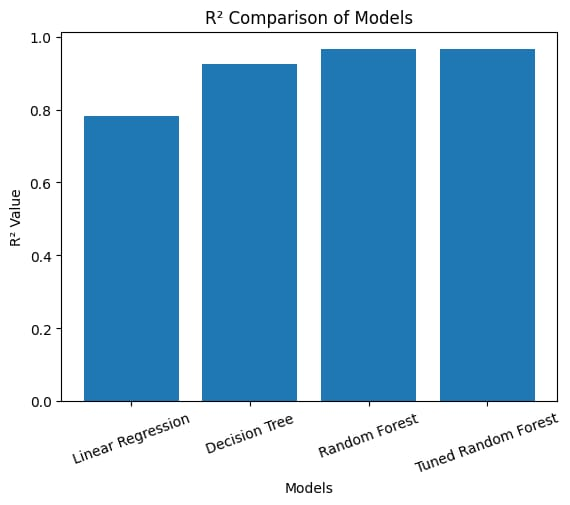 R² Comparison of Models
1.0
0.8
0.6
0.4
0.2
0.0
R² Value
Linear Regression
Decision Tree
Random Forest
Tuned Random Forest
Models